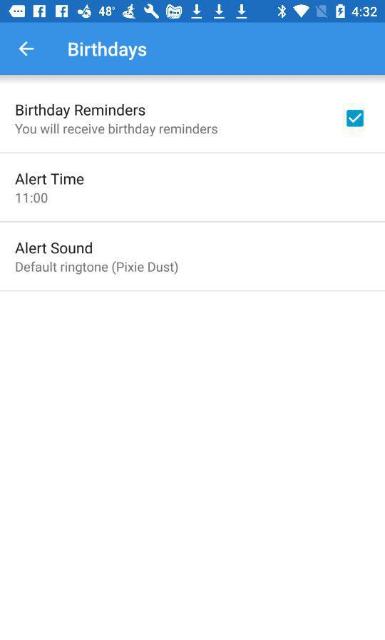 48°
4:32
Birthdays
Birthday Reminders
You will receive birthday reminders
Alert Time
11:00
Alert Sound
Default ringtone (Pixie Dust)